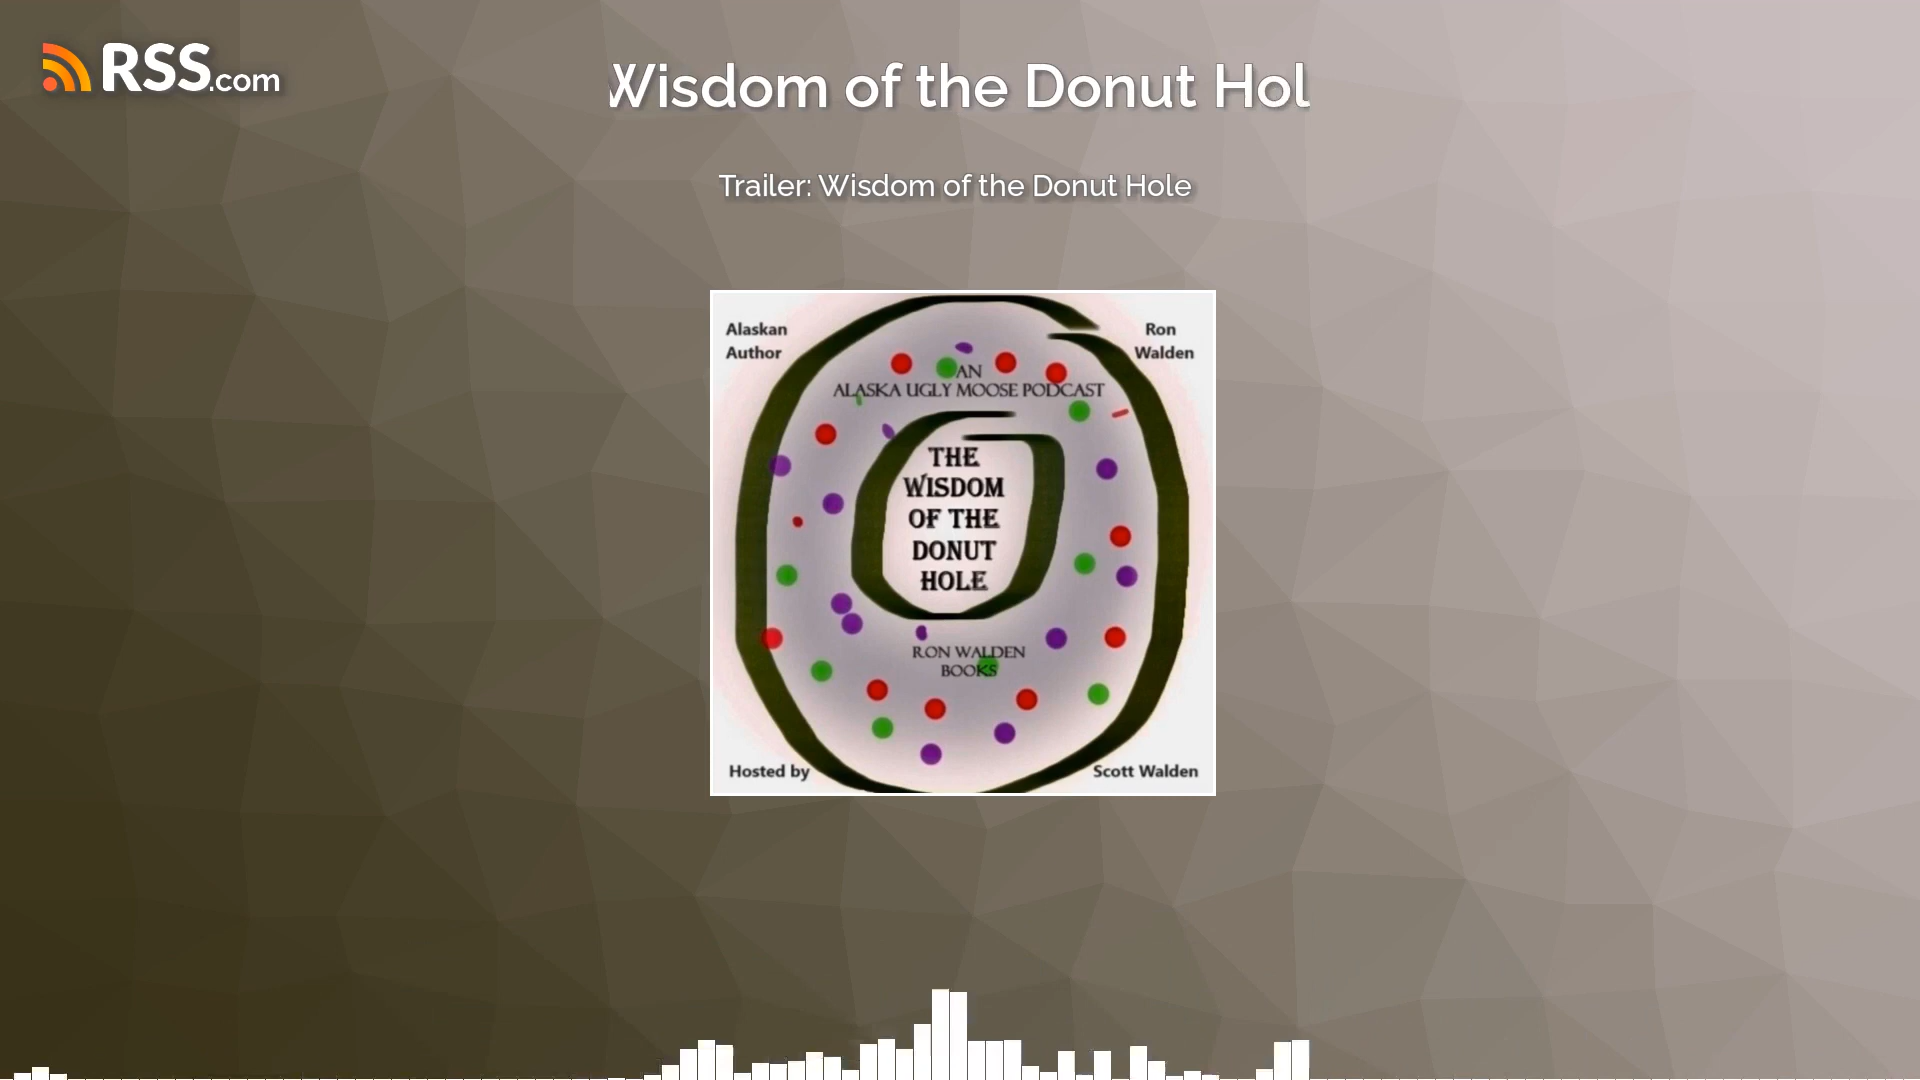 RSS.com
Wisdom of the Donut Hol
Trailer: Wisdom of the Donut Hole
Alaskan
Author
Ron
Walden
AN
ALASKA UGLY MOOSE PODCAST
THE
WISDOM
OF THE
DONUT
HOLE
RON WALDEN
BOOKS
Hosted by
Scott Walden